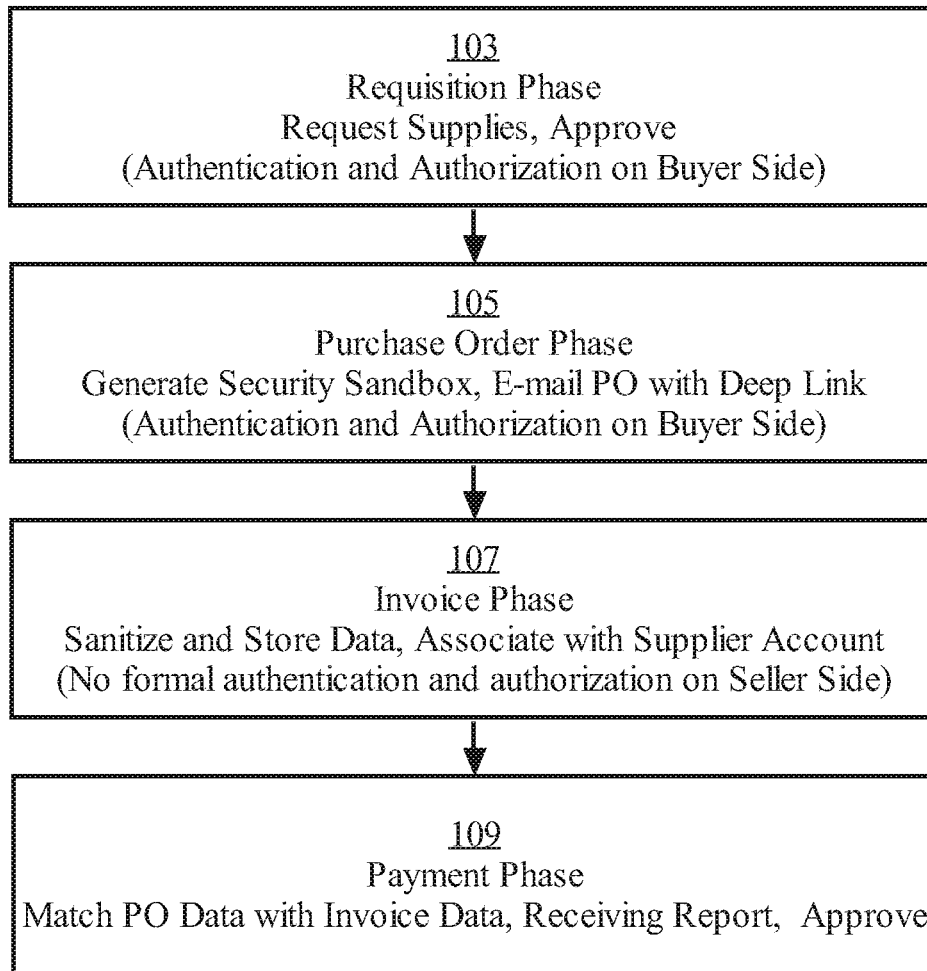 103
Requisition Phase
Request Supplies, Approve
(Authentication and Authorization on Buyer Side)
105
Purchase Order Phase
Generate Security Sandbox, E-mail PO with Deep Link
(Authentication and Authorization on Buyer Side)
107
Invoice Phase
Sanitize and Store Data, Associate with Supplier Account
(No formal authentication and authorization on Seller Side)
109
Payment Phase
Match PO Data with Invoice Data, Receiving Report, Approve